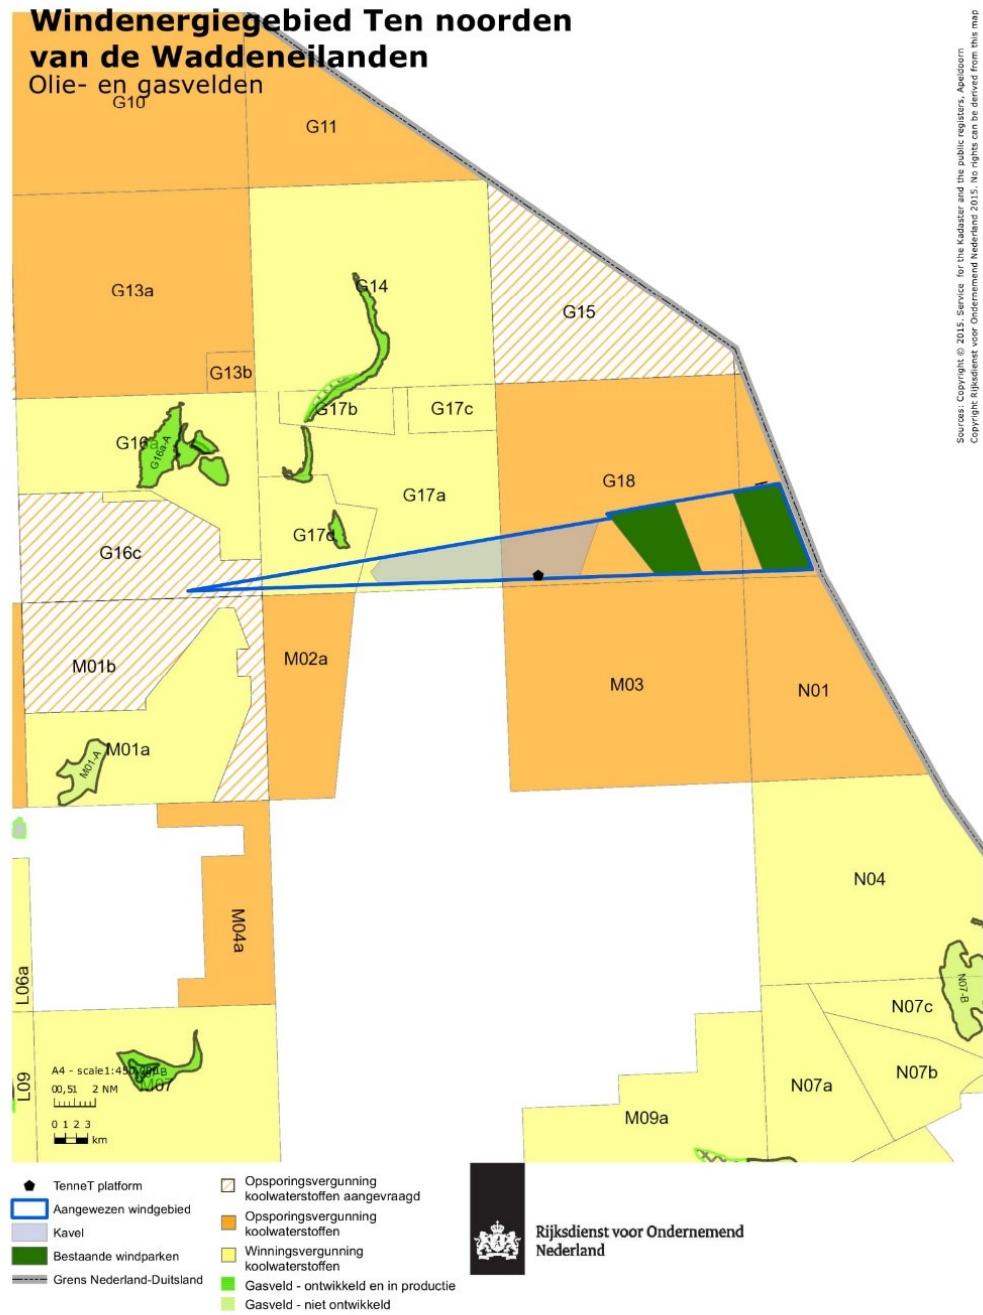 Windenergiegebied Ten noorden
van de Waddeneilanden
Olie- en gasvelden
Sources: Copyright © 2015. Service for the Kadaster and the public registers, Apeldoorn
Copyright Rijksdienst voor Ondernemend Nederland 2015. No rights can be derived from this map
G10
G11
G13a
G14
G15
G13b
G17b
G17c
G16a-A
G17a
G18
G16c
G17d
M01b
M02a
M03
N01
M01a
M01-A
N04
M04a
L06a
N07-B
N07c
N07b
N07a
M09a
L09
M07
A4 - scale1:450.000
00,51 2 NM
0 1 2 3
km
TenneT platform
Aangewezen windgebied
Kavel
Bestaande windparken
Grens Nederland-Duitsland
Opsporingsvergunning
koolwaterstoffen aangevraagd
Opsporingsvergunning
koolwaterstoffen
Winningsvergunning
koolwaterstoffen
Gasveld - ontwikkeld en in productie
Gasveld - niet ontwikkeld
Rijksdienst voor Ondernemend
Nederland